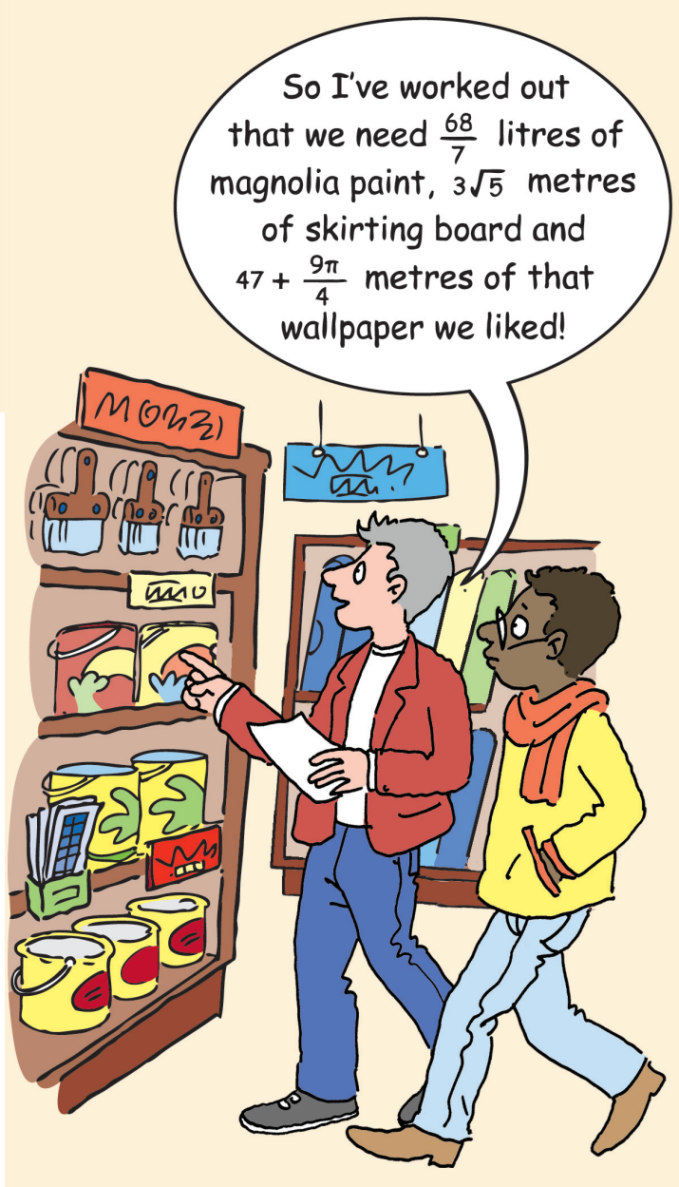 So I've worked out
that we need 68/7 litres of
magnolia paint, 3√5 metres
of skirting board and
47 + 9π/4 metres of that
wallpaper we liked!